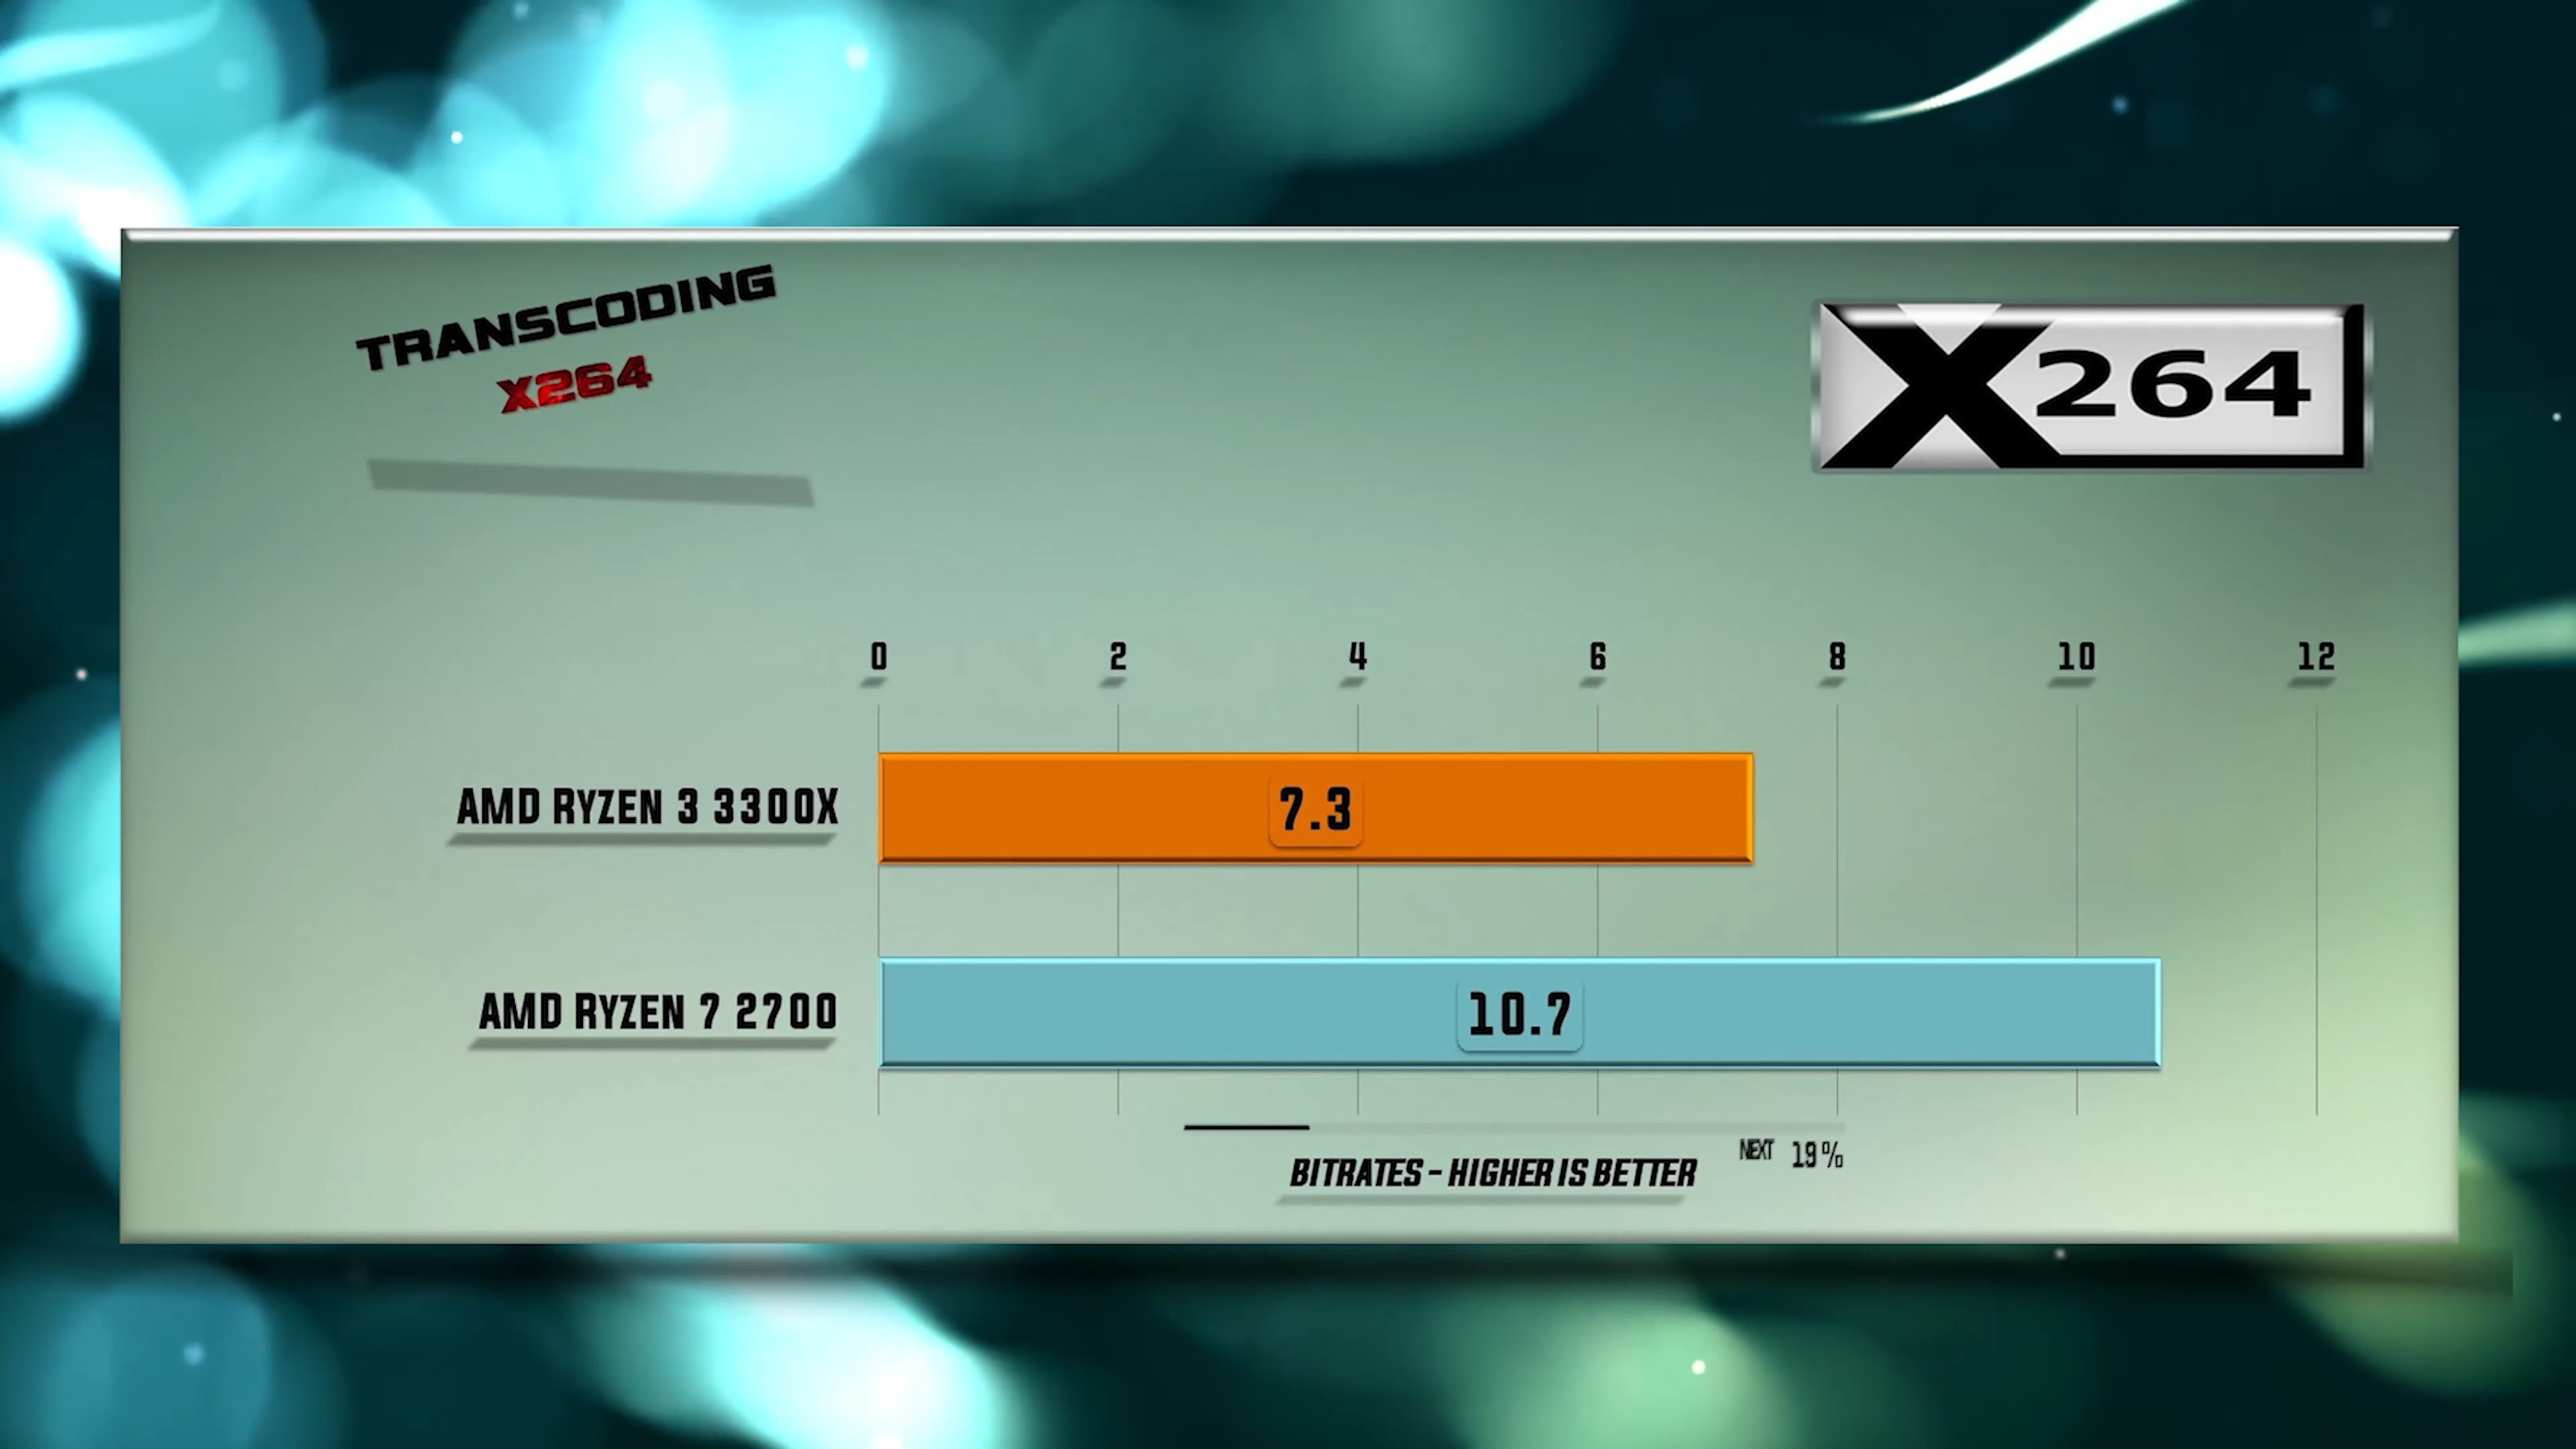 TRANSCODING
X264
X264
0 2 4 6 8 10 12
AMD RYZEN 3 3300X 7.3
AMD RYZEN 7 2700 10.7
NEXT 19%
BITRATES - HIGHER IS BETTER